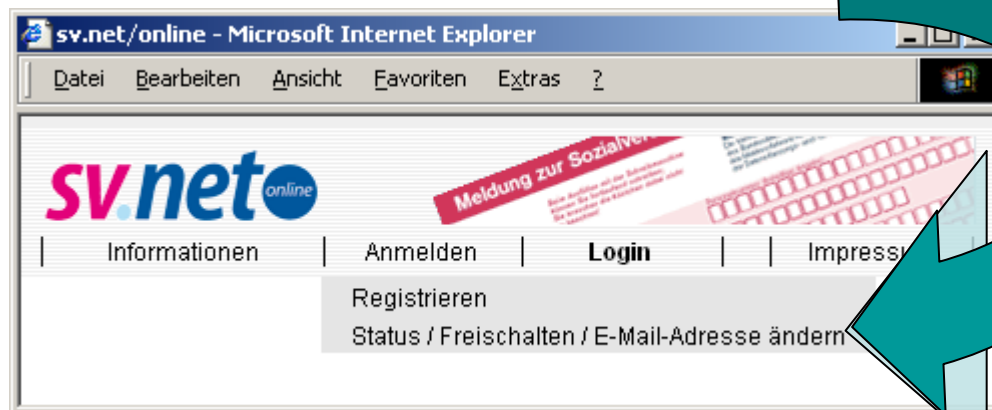 sv.net/online - Microsoft Internet Explorer
Datei Bearbeiten Ansicht Favoriten Extras ?
sv.net online
Meldung zur
Informationen | Anmelden | Login | | Impressu
Registrieren
Status / Freischalten / E-Mail-Adresse ändern